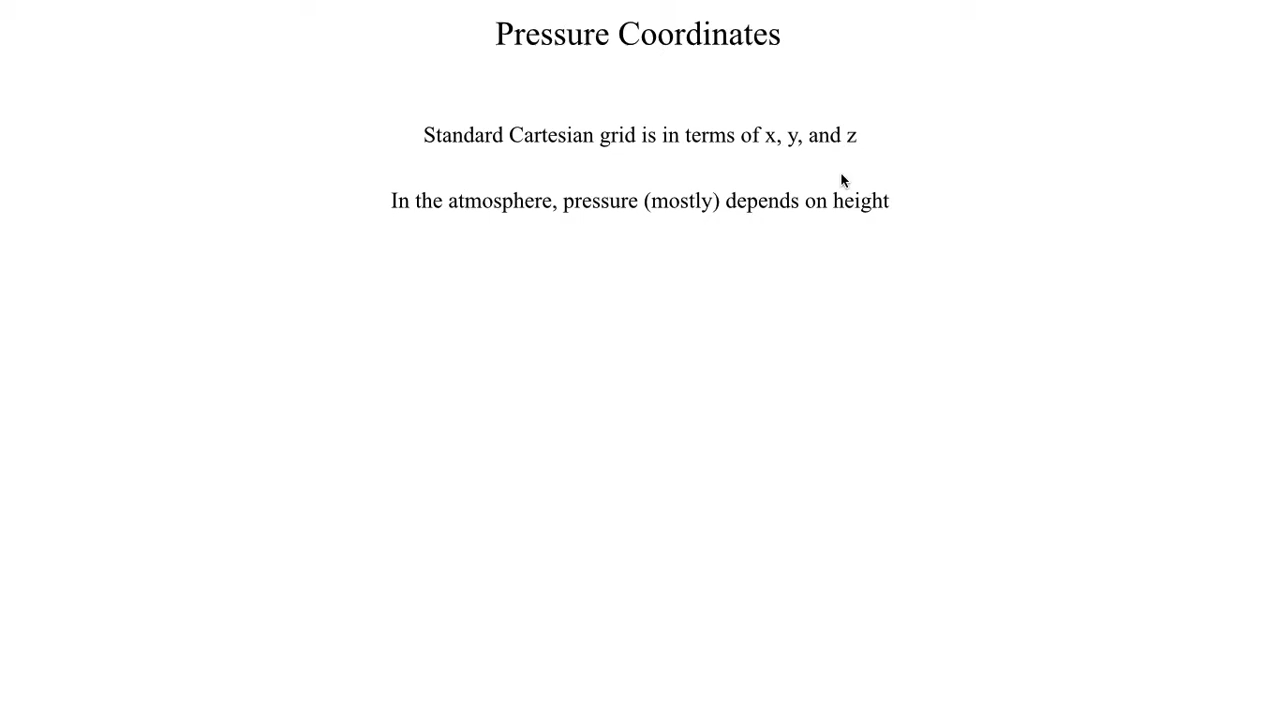 Pressure Coordinates
Standard Cartesian grid is in terms of x, y, and z
In the atmosphere, pressure (mostly) depends on height